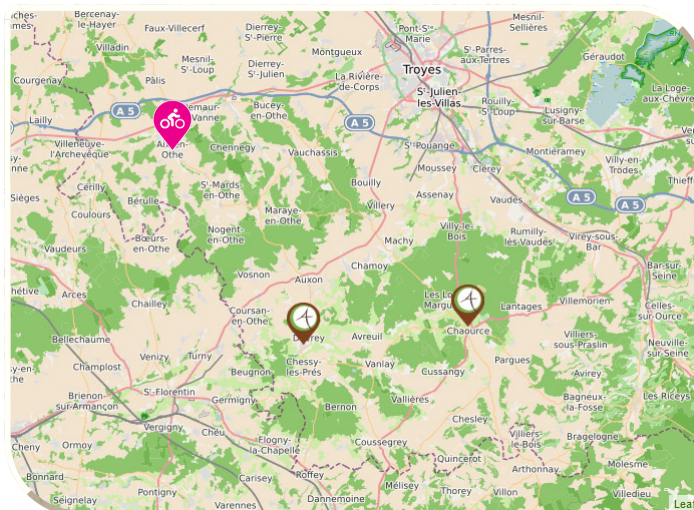 Bercenay-
le-Hayer
Faux-Villecerf
Dierrey-
St-Pierre
Pont-Ste
Marie
Mesnil-
Sellières
Villadin
Montgueux
St-Parres-
aux-Tertres
Géraudot
Mesnil-
St-Loup
Dierrey-
St-Julien
Troyes
Courgenay
Pâlis
La Rivière-
de-Corps
St-Julien-
les-Villas
La Loge-
aux-Chèvre
A 5
Bucey-
en-Othe
Rouilly-
St-Loup
Lusigny-
sur-Barse
Lailly
A 5
Villeneuve-
l'Archevêque
Othe
Chennegy
Vauchassis
St-Pouange
Montiéramey
Villy-en-
Trodes
Moussey
Clérey
Cérilly
St-Mards-
en-Othe
Bouilly
Assenay
Thieff
Sièges
Bérulle
Villery
Vaudes
A 5
A 5
Coulours
Maraye-
en-Othe
Villy-le-
Bois
Rumilly-
lès-Vaudes
Virey-sous-
Bar
Bœurs-
en-Othe
Nogent-
en-Othe
Machy
Vaudeurs
Vosnon
Auxon
Chamoy
Bar-sur-
Seine
Arces
Chailley
Lantages
Villemorien
Celles-
sur-Ource
Coursan-
en-Othe
Chaource
Bellechaume
Avreuil
Villiers-
sous-Praslin
Neuville-
sur-Seine
Venizy
Turny
Chessy-
les-Prés
Vanlay
Pargues
Champlost
Beugnon
Cussangy
Avirey
Brienon-
sur-Armançon
St-Florentin
Germigny
Bernon
Vallières
Bagneux-
la-Fosse
Les Riceys
Vergigny
Chéu
Chesley
Cheny
Ormoy
Flogny-
la-Chapelle
Coussegrey
Villiers-
le-Bois
Bragelogne
Roffey
Quincerot
Arthonnay
Molesme
Bonnard
Carisey
Mélisey
Thorey
Villon
Villedieu
Seignelay
Pontigny
Varennes
Dannemoine
Leaf